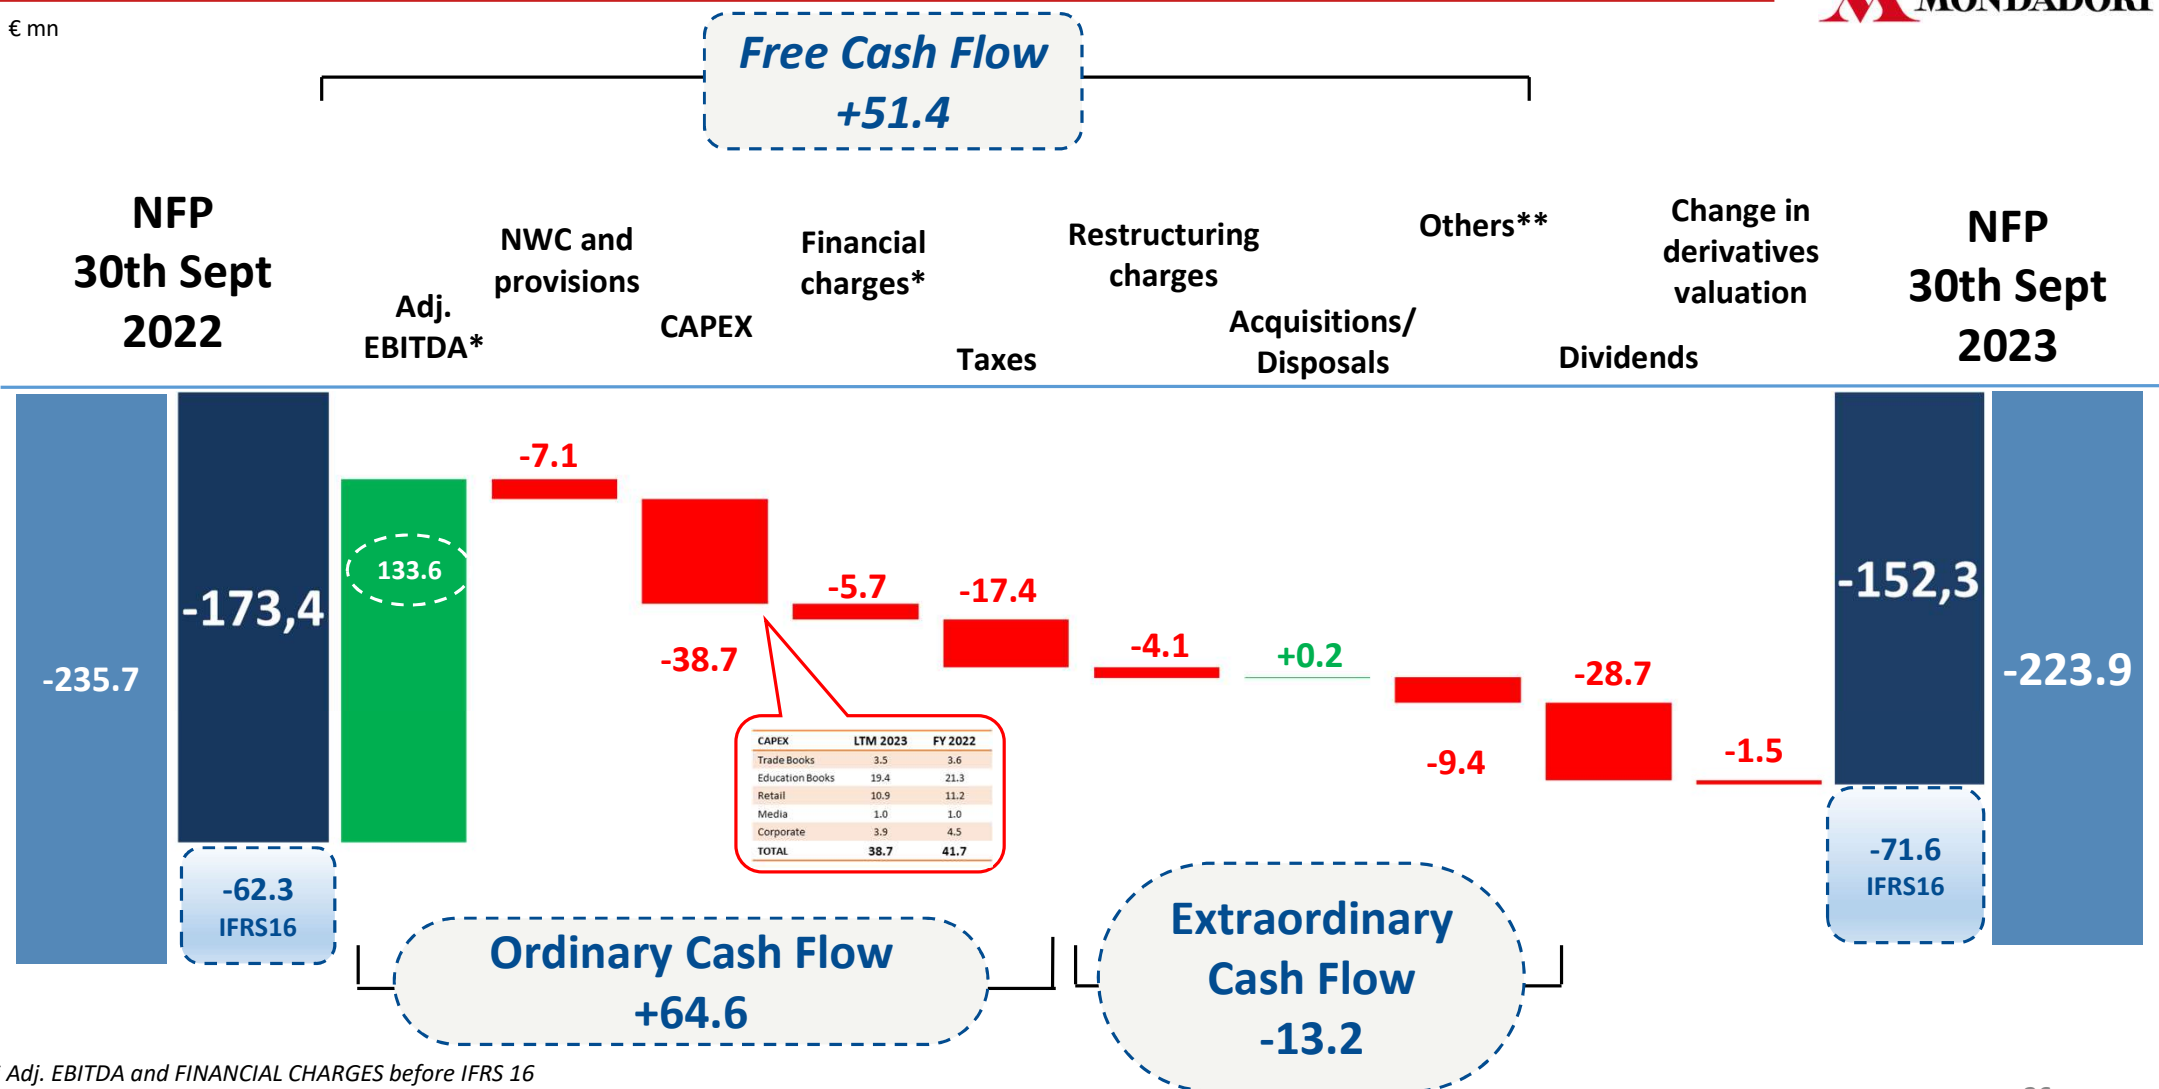 MONDADORI
€ mn
Free Cash Flow
+51.4
NFP
30th Sept
2022
Adj.
EBITDA*
NWC and
provisions
CAPEX
Financial
charges*
Taxes
Restructuring
charges
Acquisitions/
Disposals
Others**
Dividends
Change in
derivatives
valuation
NFP
30th Sept
2023
-235.7
-173,4
-62.3
IFRS16
133.6
-7.1
-38.7
-5.7
-17.4
-4.1
+0.2
-9.4
-28.7
-1.5
-152,3
-71.6
IFRS16
-223.9
CAPEX LTM 2023 FY 2022
Trade Books 3.5 3.6
Education Books 19.4 21.3
Retail 10.9 11.2
Media 1.0 1.0
Corporate 3.9 4.5
TOTAL 38.7 41.7
Ordinary Cash Flow
+64.6
Extraordinary
Cash Flow
-13.2
Adj. EBITDA and FINANCIAL CHARGES before IFRS 16